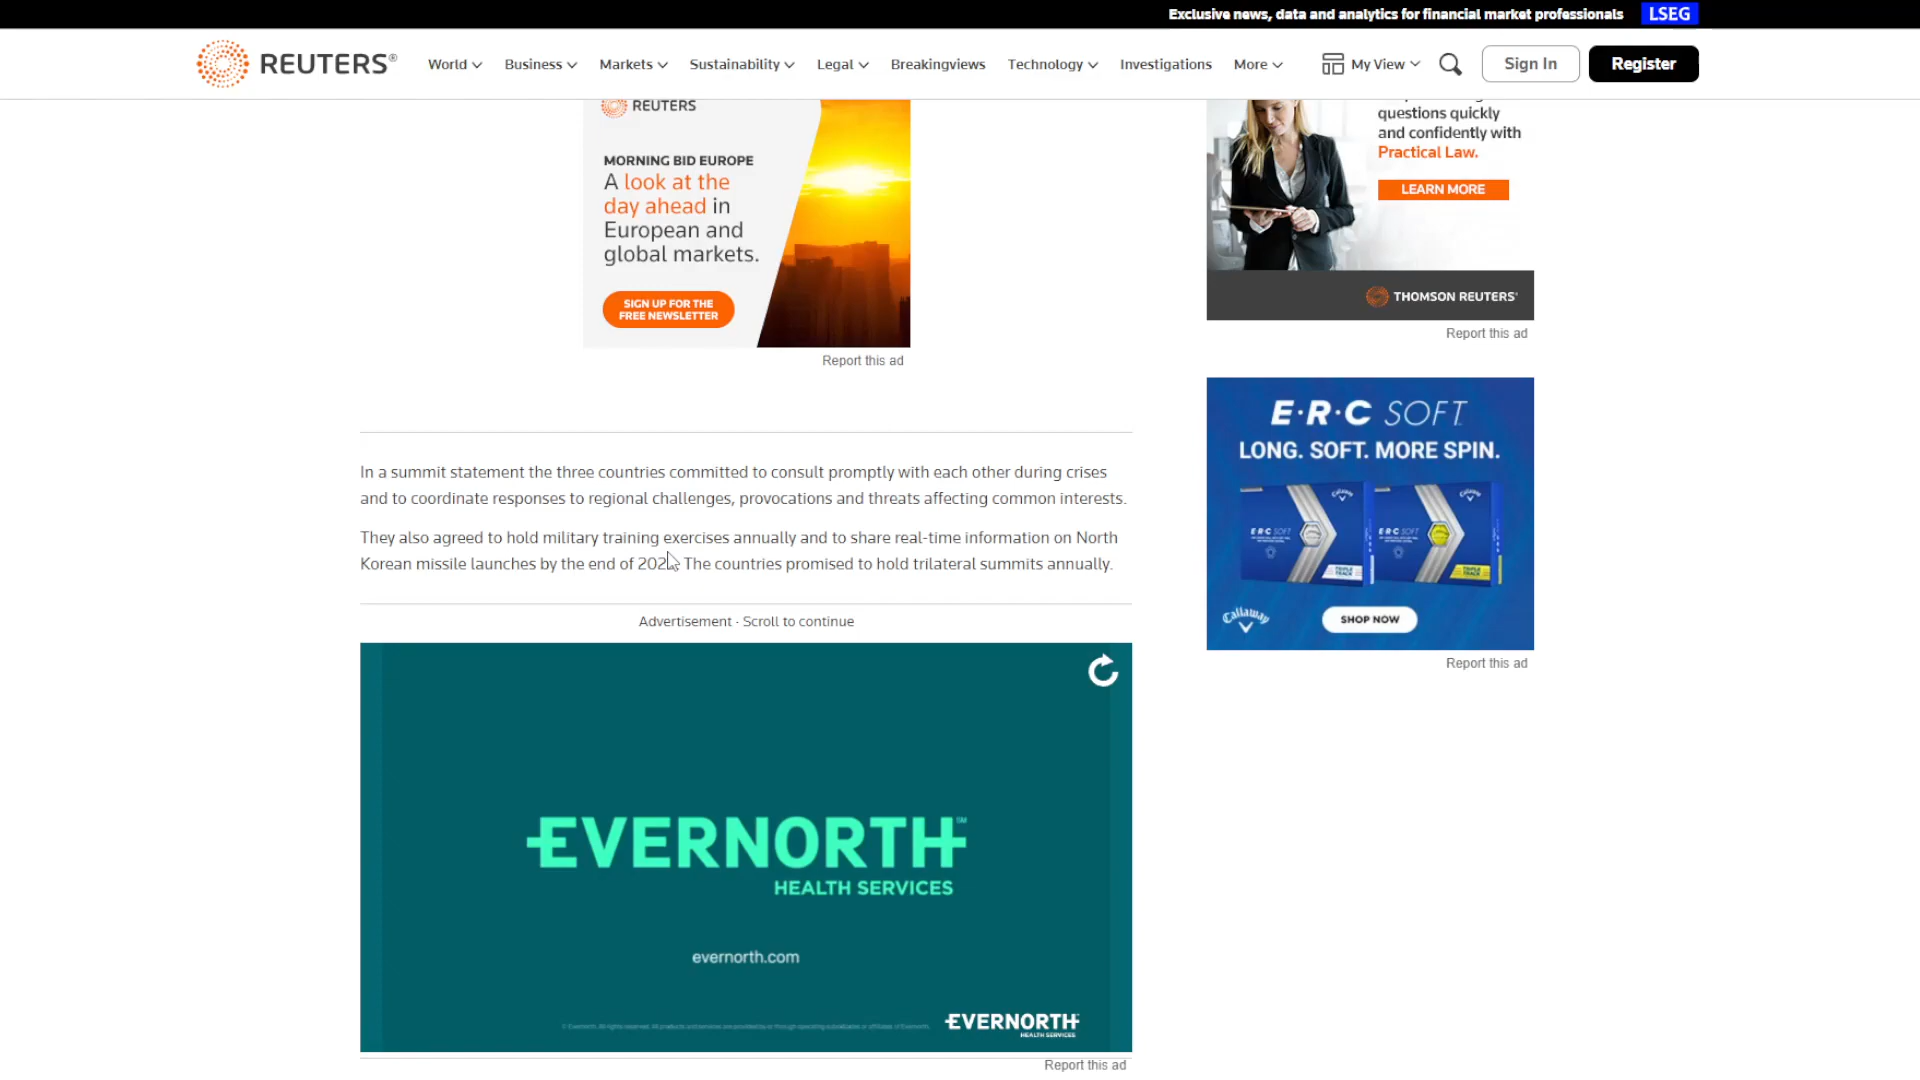 Exclusive news, data and analytics for financial market professionals LSEG
REUTERS® World Business Markets Sustainability Legal Breakingviews Technology Investigations More My View Sign In Register
REUTERS
MORNING BID EUROPE
A look at the
day ahead in
European and
global markets.
SIGN UP FOR THE
FREE NEWSLETTER
Report this ad
questions quickly
and confidently with
Practical Law.
LEARN MORE
THOMSON REUTERS®
Report this ad
E·R·C SOFT
LONG. SOFT. MORE SPIN.
Callaway
SHOP NOW
Report this ad
In a summit statement the three countries committed to consult promptly with each other during crises
and to coordinate responses to regional challenges, provocations and threats affecting common interests.
They also agreed to hold military training exercises annually and to share real-time information on North
Korean missile launches by the end of The countries promised to hold trilateral summits annually.
Advertisement · Scroll to continue
EVERNORTH℠
HEALTH SERVICES
evernorth.com
EVERNORTH
HEALTH SERVICES
Report this ad